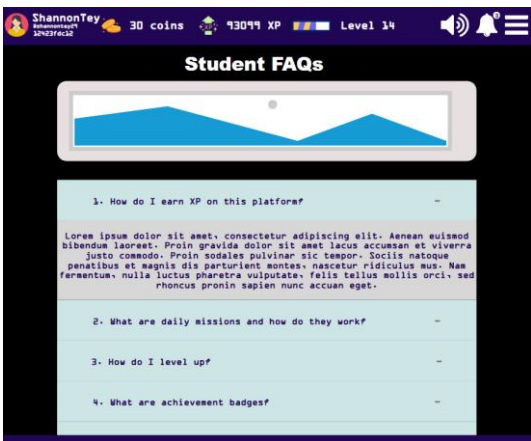 ShannonTey
@shannontey27
12423fdc12
30 coins
93099 XP
Level 14
Student FAQs
1. How do I earn XP on this platform?
-
Lorem ipsum dolor sit amet, consectetur adipiscing elit. Aenean euismod
bibendum laoreet. Proin gravida dolor sit amet lacus accumsan et viverra
justo commodo. Proin sodales pulvinar sic tempor. Sociis natoque
penatibus et magnis dis parturient montes, nascetur ridiculus mus. Nam
fermentum, nulla luctus pharetra vulputate, felis tellus mollis orci, sed
rhoncus pronin sapien nunc accuan eget.
2. What are daily missions and how do they work?
-
3. How do I level up?
-
4. What are achievement badges?
-